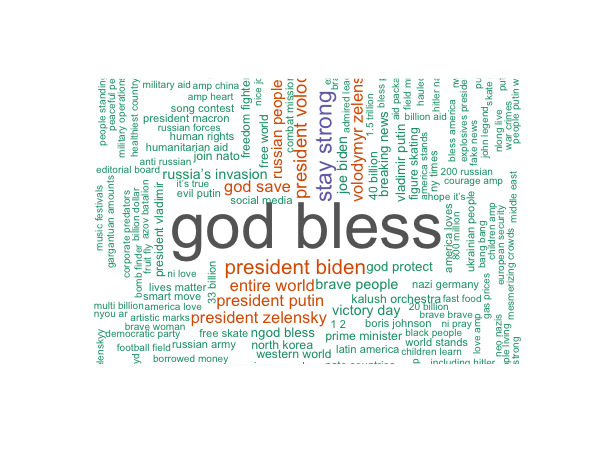 people standing
peaceful
military operations
healthiest country
military aid
amp china
amp heart
song contest
president macron
russian forces
human rights
humanitarian aid
join nato
anti russian
editorial board
russia's invasion
it's true
evil putin
god save
social media
freedom fighter
free world
russian people
combat mission
president volod
stay strong
admired lead
joe biden
volodymyr zelens
1.5 trillion
40 billion
breaking news
bless
aid packa
vladimir putin
field
figure skating
america stands
ny times
billion aid
hitler
bless america
explosives preside
fake news
john legend
skate
nlong live
war crimes
people putin
200 russian
courage amp
hope it's
god bless
music festivals
gargantuan amounts
corporate predators
bomb finder
billion dollar
fruit fly
azov batalion
president vladimir
america loves
800 million
ukrainian people
bang bang
children amp
european security
middle east
mesmerizing crowds
president biden
god protect
ni love
entire world
brave people
nazi germany
lives matter
33 billion
smart move
president putin
kalush orchestra
fast food
gas prices
multi billion
america love
nyou ar
artistic marks
president zelensky
victory day
20 billion
brave brave
brave woman
1 2
boris johnson
ni pray
democratic party
free skate
ngod bless
prime minister
black people
world stands
love amp
neo nazis
ple living
strong
elensky
yd
football field
russian army
north korea
latin america
children learn
borrowed money
western world
including hitler